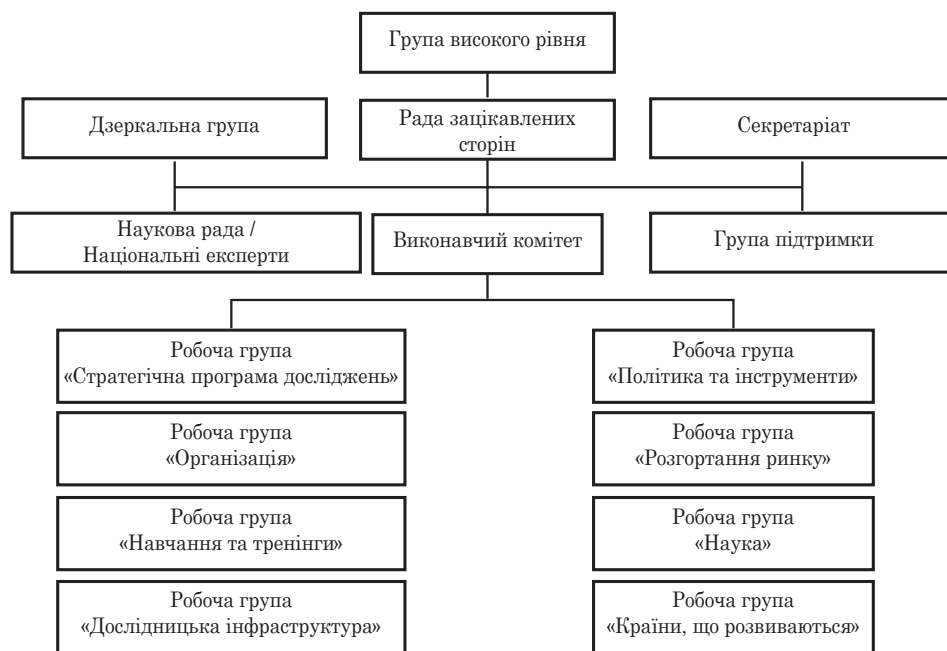 Група високого рівня
Дзеркальна група
Рада зацікавлених
сторін
Секретаріат
Наукова рада /
Національні експерти
Виконавчий комітет
Група підтримки
Робоча група
«Стратегічна програма досліджень»
Робоча група
«Політика та інструменти»
Робоча група
«Організація»
Робоча група
«Розгортання ринку»
Робоча група
«Навчання та тренінги»
Робоча група
«Наука»
Робоча група
«Дослідницька інфраструктура»
Робоча група
«Країни, що розвиваються»